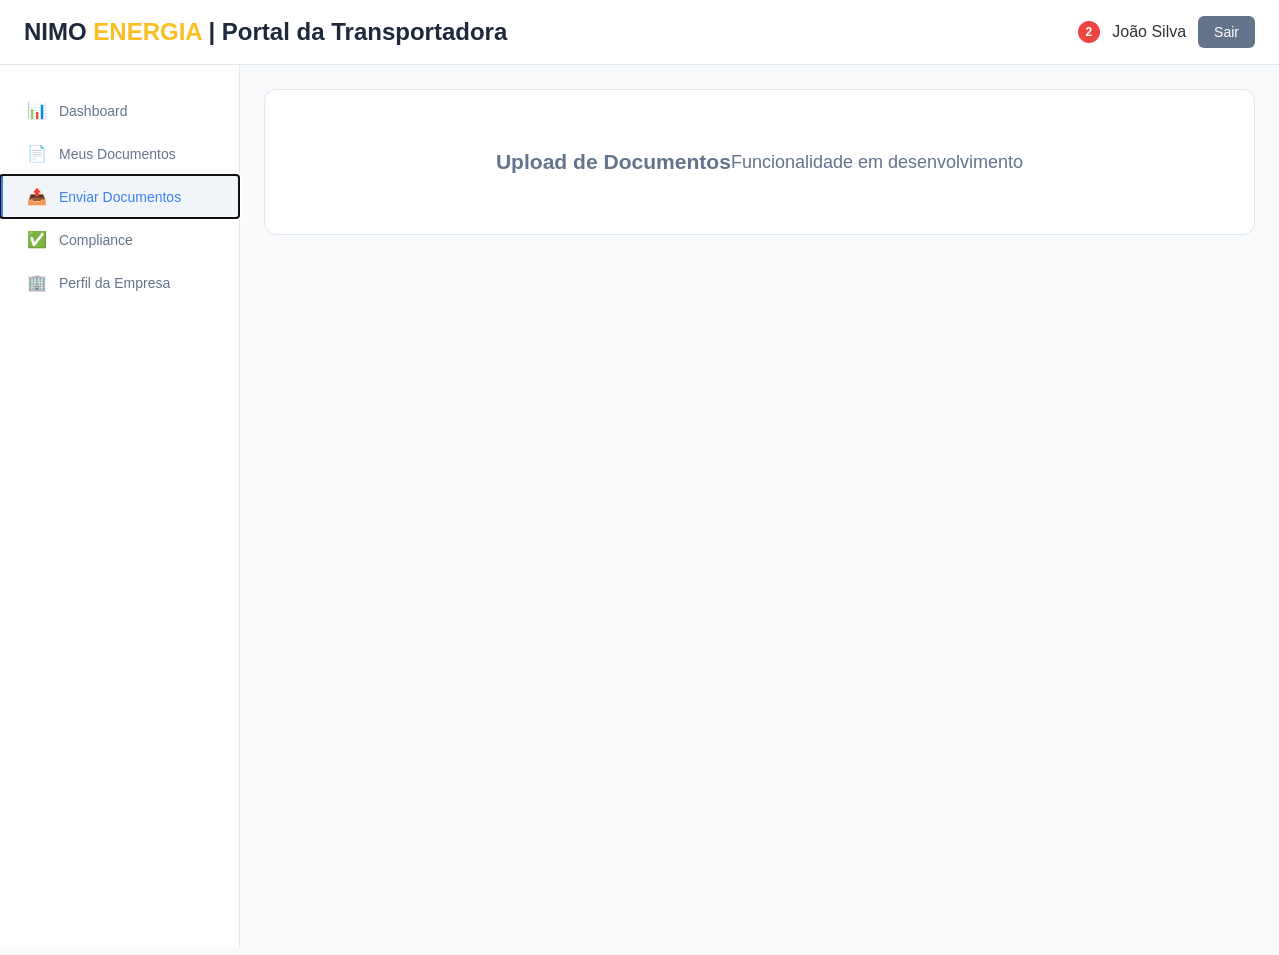 NIMO ENERGIA | Portal da Transportadora
2 João Silva Sair
Dashboard
Meus Documentos
Enviar Documentos
Compliance
Perfil da Empresa
Upload de DocumentosFuncionalidade em desenvolvimento